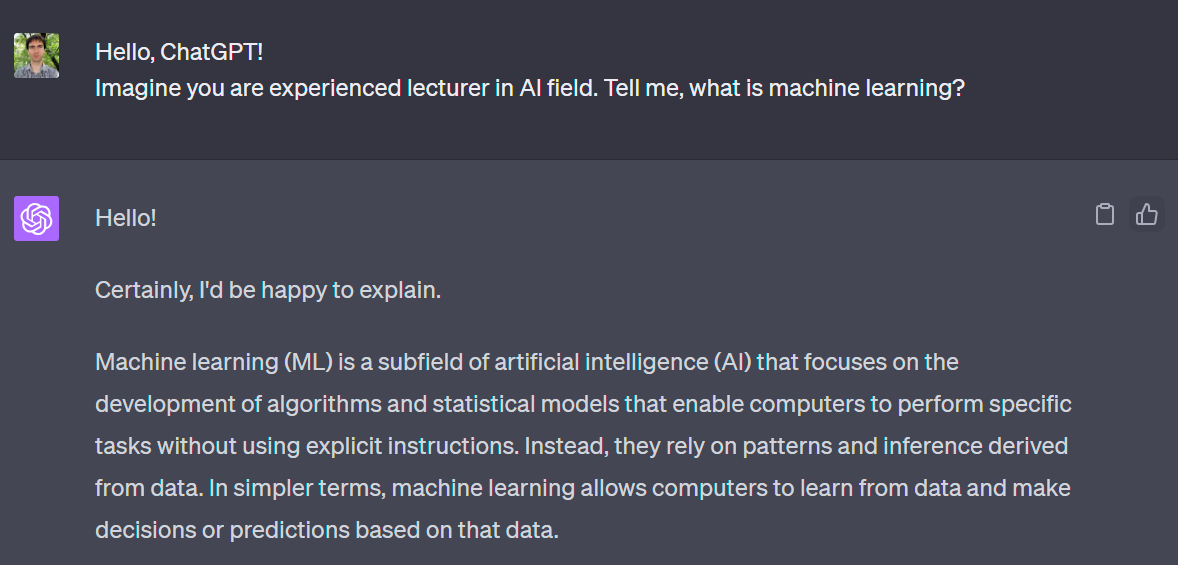 Hello, ChatGPT!
Imagine you are experienced lecturer in AI field. Tell me, what is machine learning?
Hello!
Certainly, I'd be happy to explain.
Machine learning (ML) is a subfield of artificial intelligence (AI) that focuses on the
development of algorithms and statistical models that enable computers to perform specific
tasks without using explicit instructions. Instead, they rely on patterns and inference derived
from data. In simpler terms, machine learning allows computers to learn from data and make
decisions or predictions based on that data.